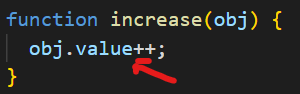 function increase(obj) {
obj.value++;
}